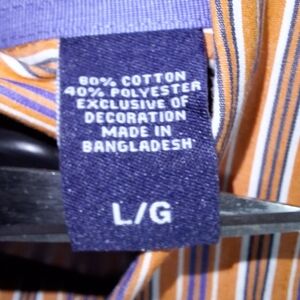 60% COTTON
40% POLYESTER
EXCLUSIVE OF
DECORATION
MADE IN
BANGLADESH
L/G